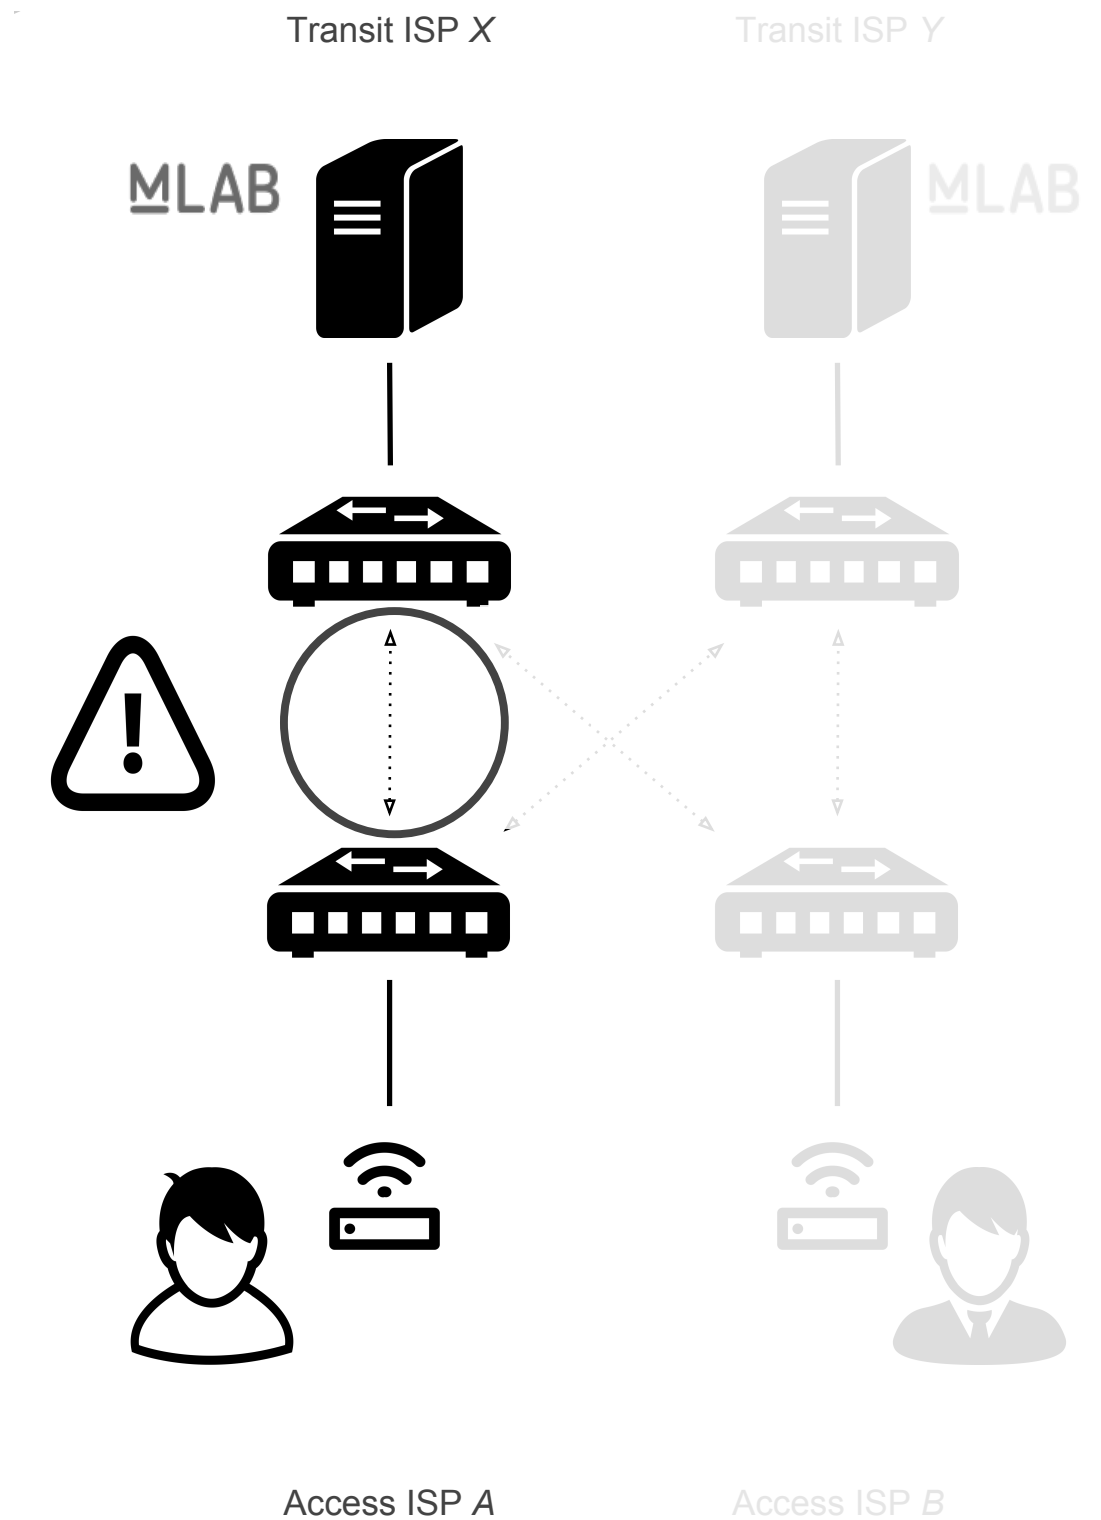 Transit ISP X
Transit ISP Y
MLAB
MLAB
!
Access ISP A
Access ISP B